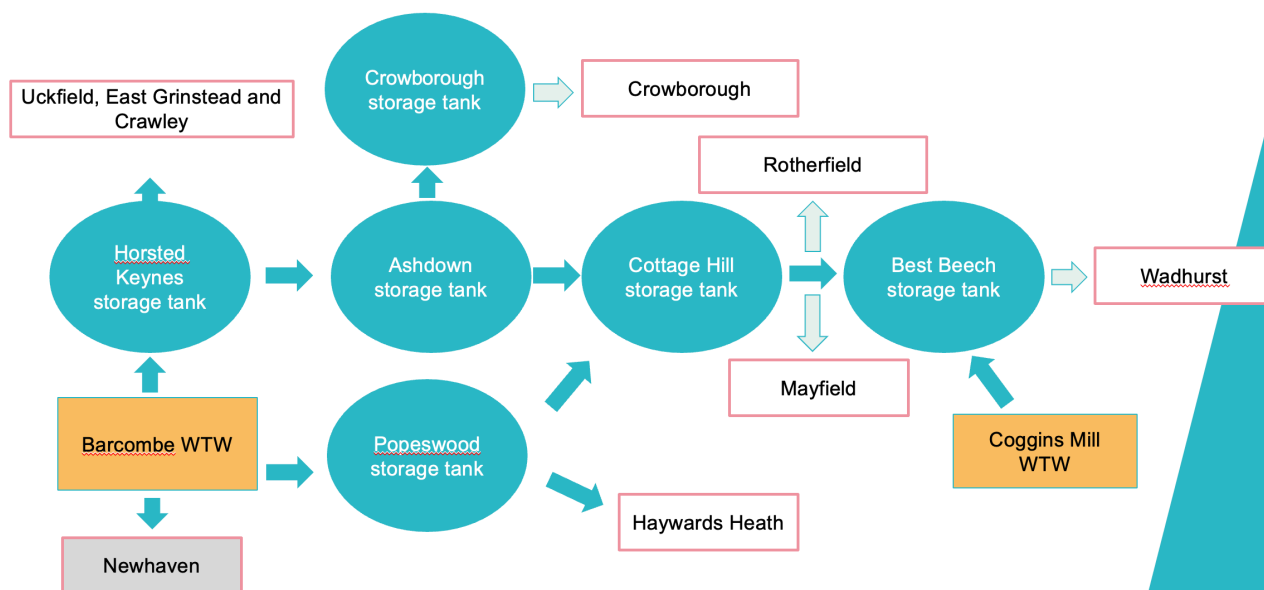 Crowborough
storage tank
Crowborough
Uckfield, East Grinstead and
Crawley
Rotherfield
Horsted
Keynes
storage tank
Ashdown
storage tank
Cottage Hill
storage tank
Best Beech
storage tank
Wadhurst
Mayfield
Barcombe WTW
Popeswood
storage tank
Coggins Mill
WTW
Haywards Heath
Newhaven